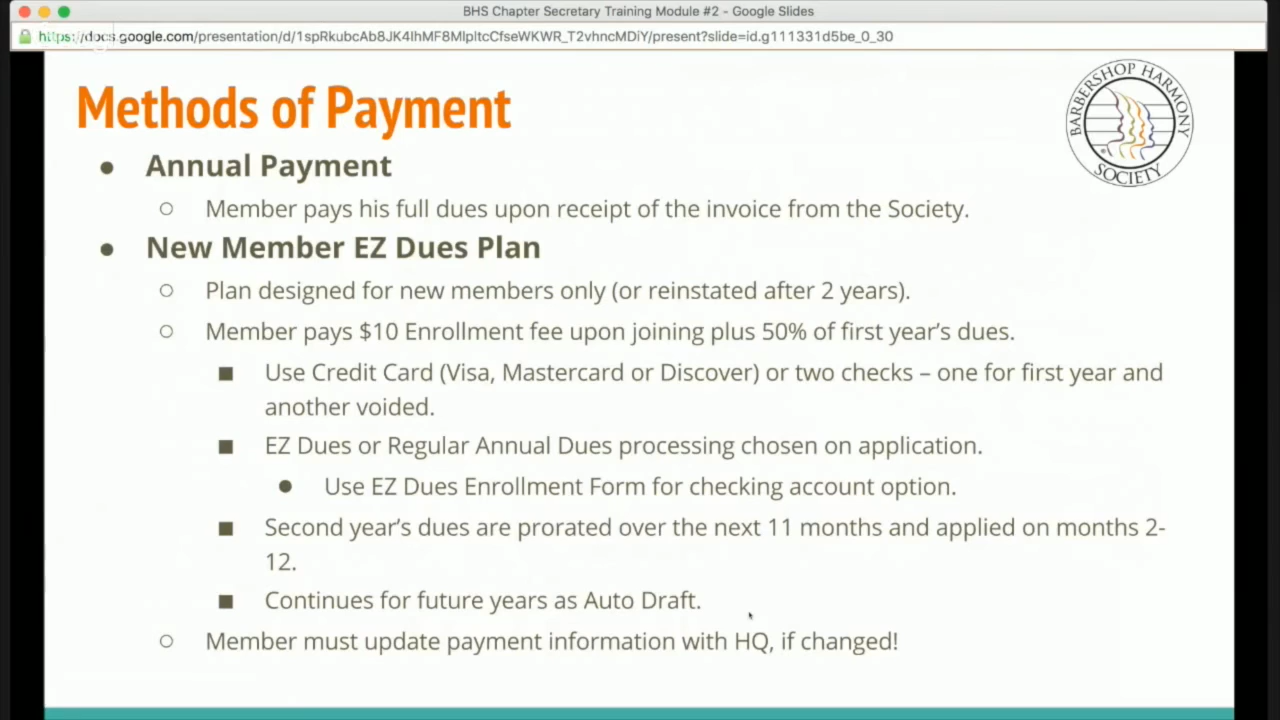 BHS Chapter Secretary Training Module #2 - Google Slides
https://docs.google.com/presentation/d/1spRkubcAb8JK4lhMF8MlpltcCfseWKWR_T2vhncMDiY/present?slide=id.g111331d5be_0_30
Methods of Payment
BARBERSHOP HARMONY
SOCIETY
● Annual Payment
○ Member pays his full dues upon receipt of the invoice from the Society.
● New Member EZ Dues Plan
○ Plan designed for new members only (or reinstated after 2 years).
○ Member pays $10 Enrollment fee upon joining plus 50% of first year’s dues.
■ Use Credit Card (Visa, Mastercard or Discover) or two checks – one for first year and
another voided.
■ EZ Dues or Regular Annual Dues processing chosen on application.
● Use EZ Dues Enrollment Form for checking account option.
■ Second year’s dues are prorated over the next 11 months and applied on months 2-
12.
■ Continues for future years as Auto Draft.
○ Member must update payment information with HQ, if changed!